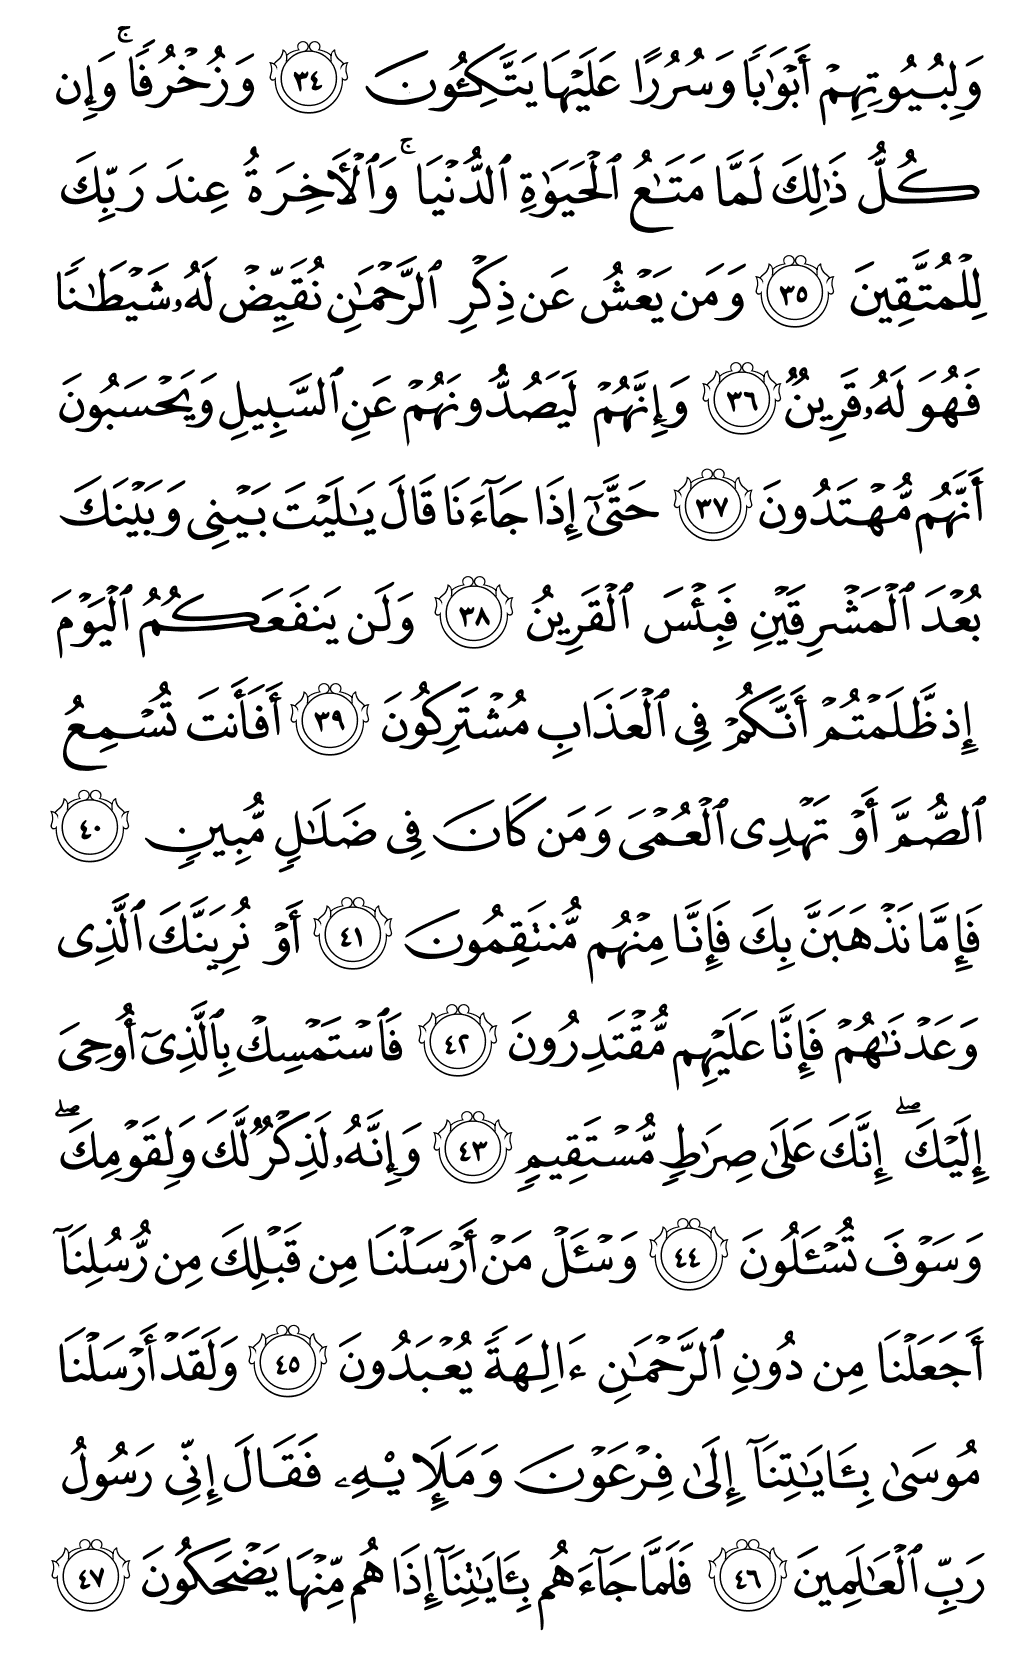 وَلِبُيُوتِهِمْ أَبْوَٰبًا وَسُرُرًا عَلَيْهَا يَتَّكِـُٔونَ ٣٤ وَزُخْرُفًا ۚ وَإِن
كُلُّ ذَٰلِكَ لَمَّا مَتَـٰعُ ٱلْحَيَوٰةِ ٱلدُّنْيَا ۚ وَٱلْـَٔاخِرَةُ عِندَ رَبِّكَ
لِلْمُتَّقِينَ ٣٥ وَمَن يَعْشُ عَن ذِكْرِ ٱلرَّحْمَـٰنِ نُقَيِّضْ لَهُۥ شَيْطَـٰنًا
فَهُوَ لَهُۥ قَرِينٌ ٣٦ وَإِنَّهُمْ لَيَصُدُّونَهُمْ عَنِ ٱلسَّبِيلِ وَيَحْسَبُونَ
أَنَّهُم مُّهْتَدُونَ ٣٧ حَتَّىٰٓ إِذَا جَآءَنَا قَالَ يَـٰلَيْتَ بَيْنِى وَبَيْنَكَ
بُعْدَ ٱلْمَشْرِقَيْنِ فَبِئْسَ ٱلْقَرِينُ ٣٨ وَلَن يَنفَعَكُمُ ٱلْيَوْمَ
إِذ ظَّلَمْتُمْ أَنَّكُمْ فِى ٱلْعَذَابِ مُشْتَرِكُونَ ٣٩ أَفَأَنتَ تُسْمِعُ
ٱلصُّمَّ أَوْ تَهْدِى ٱلْعُمْىَ وَمَن كَانَ فِى ضَلَـٰلٍ مُّبِينٍ ٤٠
فَإِمَّا نَذْهَبَنَّ بِكَ فَإِنَّا مِنْهُم مُّنتَقِمُونَ ٤١ أَوْ نُرِيَنَّكَ ٱلَّذِى
وَعَدْنَـٰهُمْ فَإِنَّا عَلَيْهِم مُّقْتَدِرُونَ ٤٢ فَٱسْتَمْسِكْ بِٱلَّذِىٓ أُوحِىَ
إِلَيْكَ ۖ إِنَّكَ عَلَىٰ صِرَٰطٍ مُّسْتَقِيمٍ ٤٣ وَإِنَّهُۥ لَذِكْرٌ لَّكَ وَلِقَوْمِكَ ۖ
وَسَوْفَ تُسْـَٔلُونَ ٤٤ وَسْـَٔلْ مَنْ أَرْسَلْنَا مِن قَبْلِكَ مِن رُّسُلِنَآ
أَجَعَلْنَا مِن دُونِ ٱلرَّحْمَـٰنِ ءَالِهَةً يُعْبَدُونَ ٤٥ وَلَقَدْ أَرْسَلْنَا
مُوسَىٰ بِـَٔايَـٰتِنَآ إِلَىٰ فِرْعَوْنَ وَمَلَإِي۟هِۦ فَقَالَ إِنِّى رَسُولُ
رَبِّ ٱلْعَـٰلَمِينَ ٤٦ فَلَمَّا جَآءَهُم بِـَٔايَـٰتِنَآ إِذَا هُم مِّنْهَا يَضْحَكُونَ ٤٧